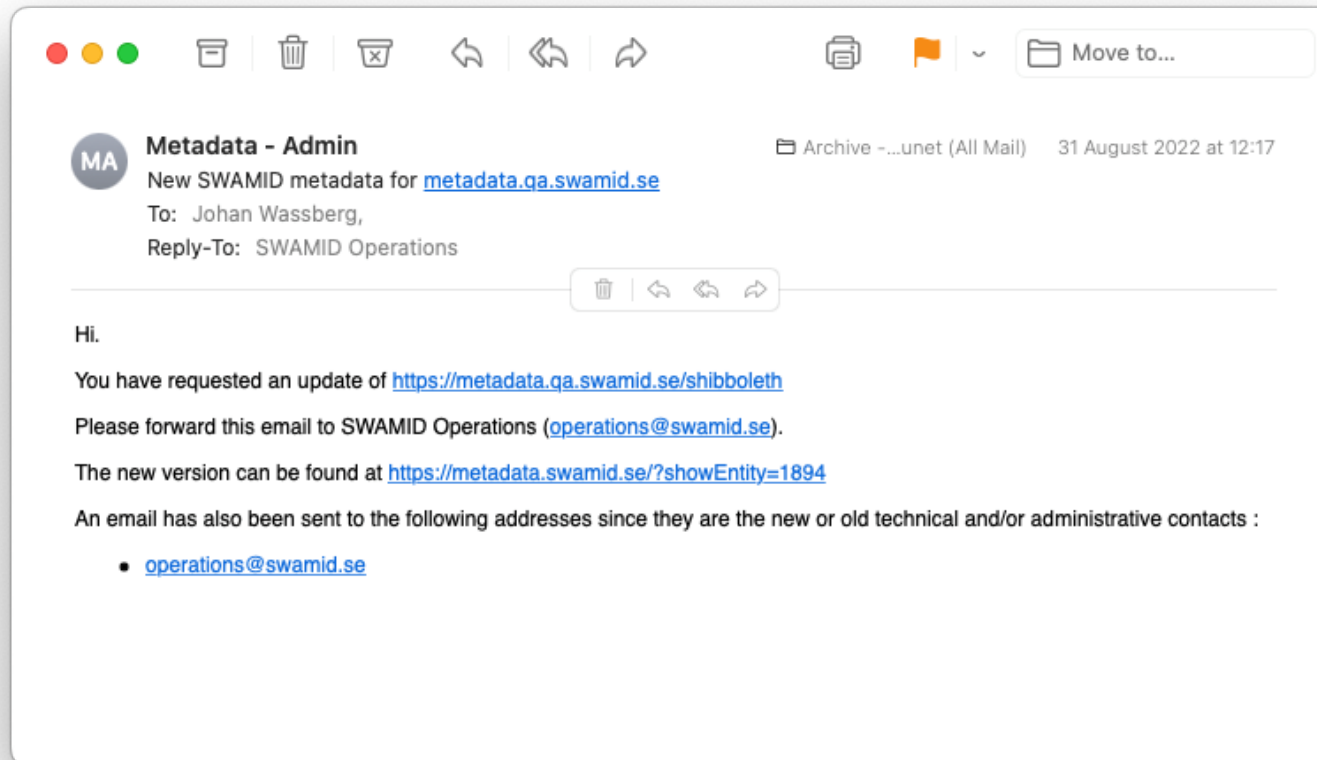 Move to...
MA
Metadata - Admin
Archive -...unet (All Mail) 31 August 2022 at 12:17
New SWAMID metadata for metadata.qa.swamid.se
To: Johan Wassberg,
Reply-To: SWAMID Operations
Hi.
You have requested an update of https://metadata.qa.swamid.se/shibboleth
Please forward this email to SWAMID Operations (operations@swamid.se).
The new version can be found at https://metadata.swamid.se/?showEntity=1894
An email has also been sent to the following addresses since they are the new or old technical and/or administrative contacts :
• operations@swamid.se